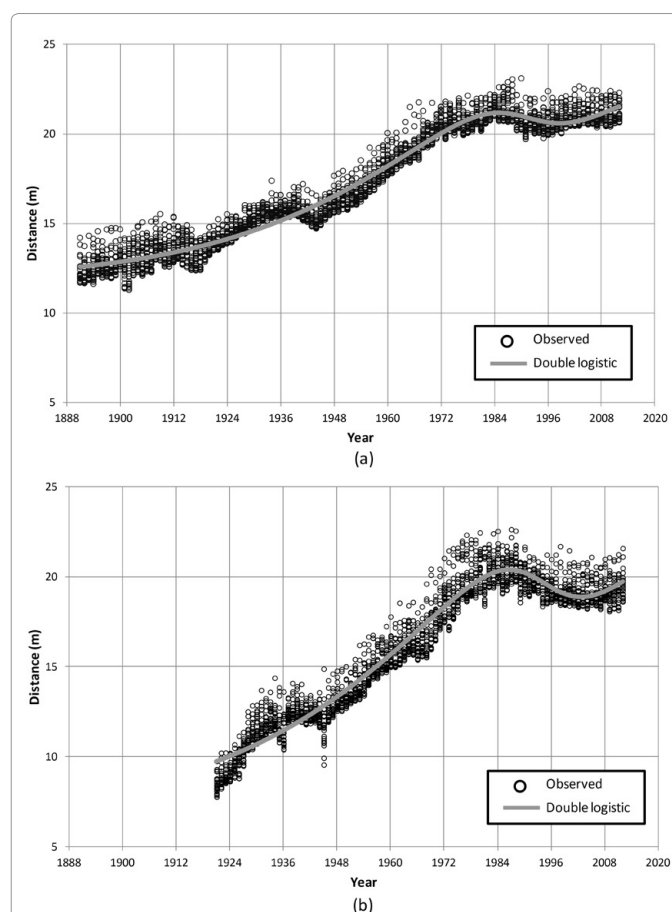 25
20
15
10
5
Distance (m)
Observed
Double logistic
1888 1900 1912 1924 1936 1948 1960 1972 1984 1996 2008 2020
Year
(a)
25
20
15
10
5
Distance (m)
Observed
Double logistic
1888 1900 1912 1924 1936 1948 1960 1972 1984 1996 2008 2020
Year
(b)